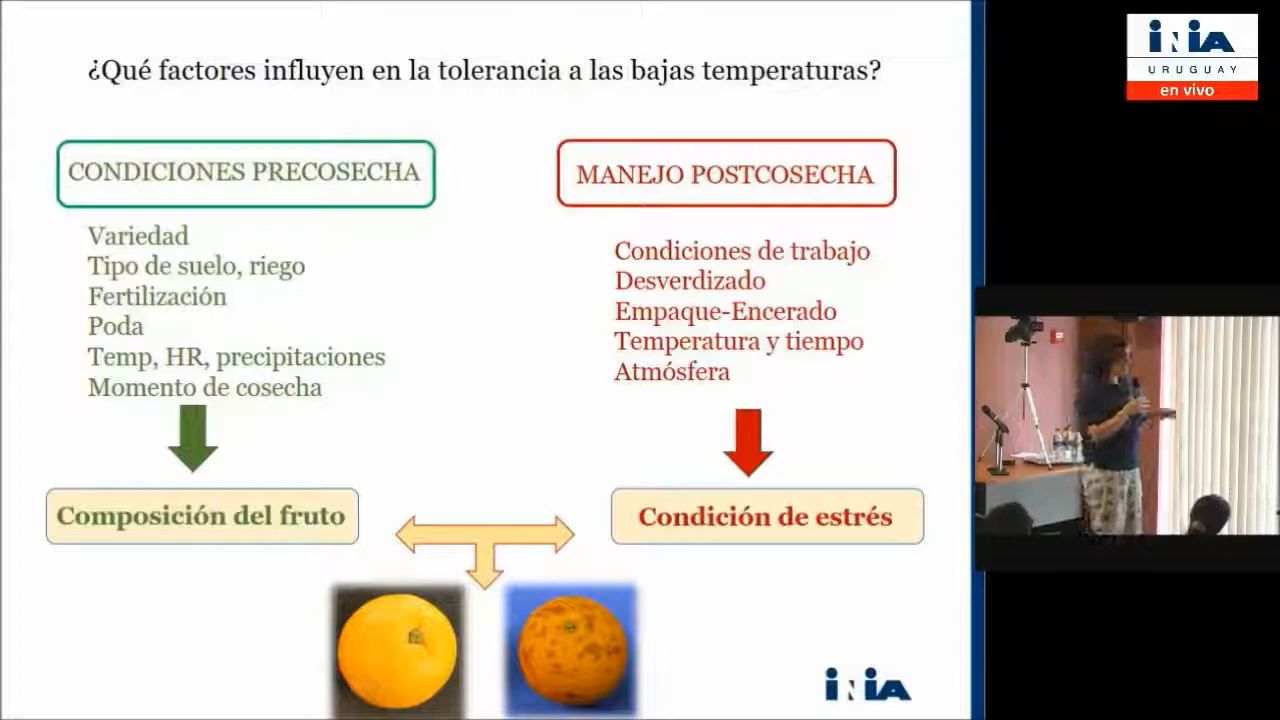 ¿Qué factores influyen en la tolerancia a las bajas temperaturas?
CONDICIONES PRECOSECHA
Variedad
Tipo de suelo, riego
Fertilización
Poda
Temp, HR, precipitaciones
Momento de cosecha
Composición del fruto
MANEJO POSTCOSECHA
Condiciones de trabajo
Desverdizado
Empaque-Encerado
Temperatura y tiempo
Atmósfera
Condición de estrés
iNiA
iNiA
URUGUAY
en vivo